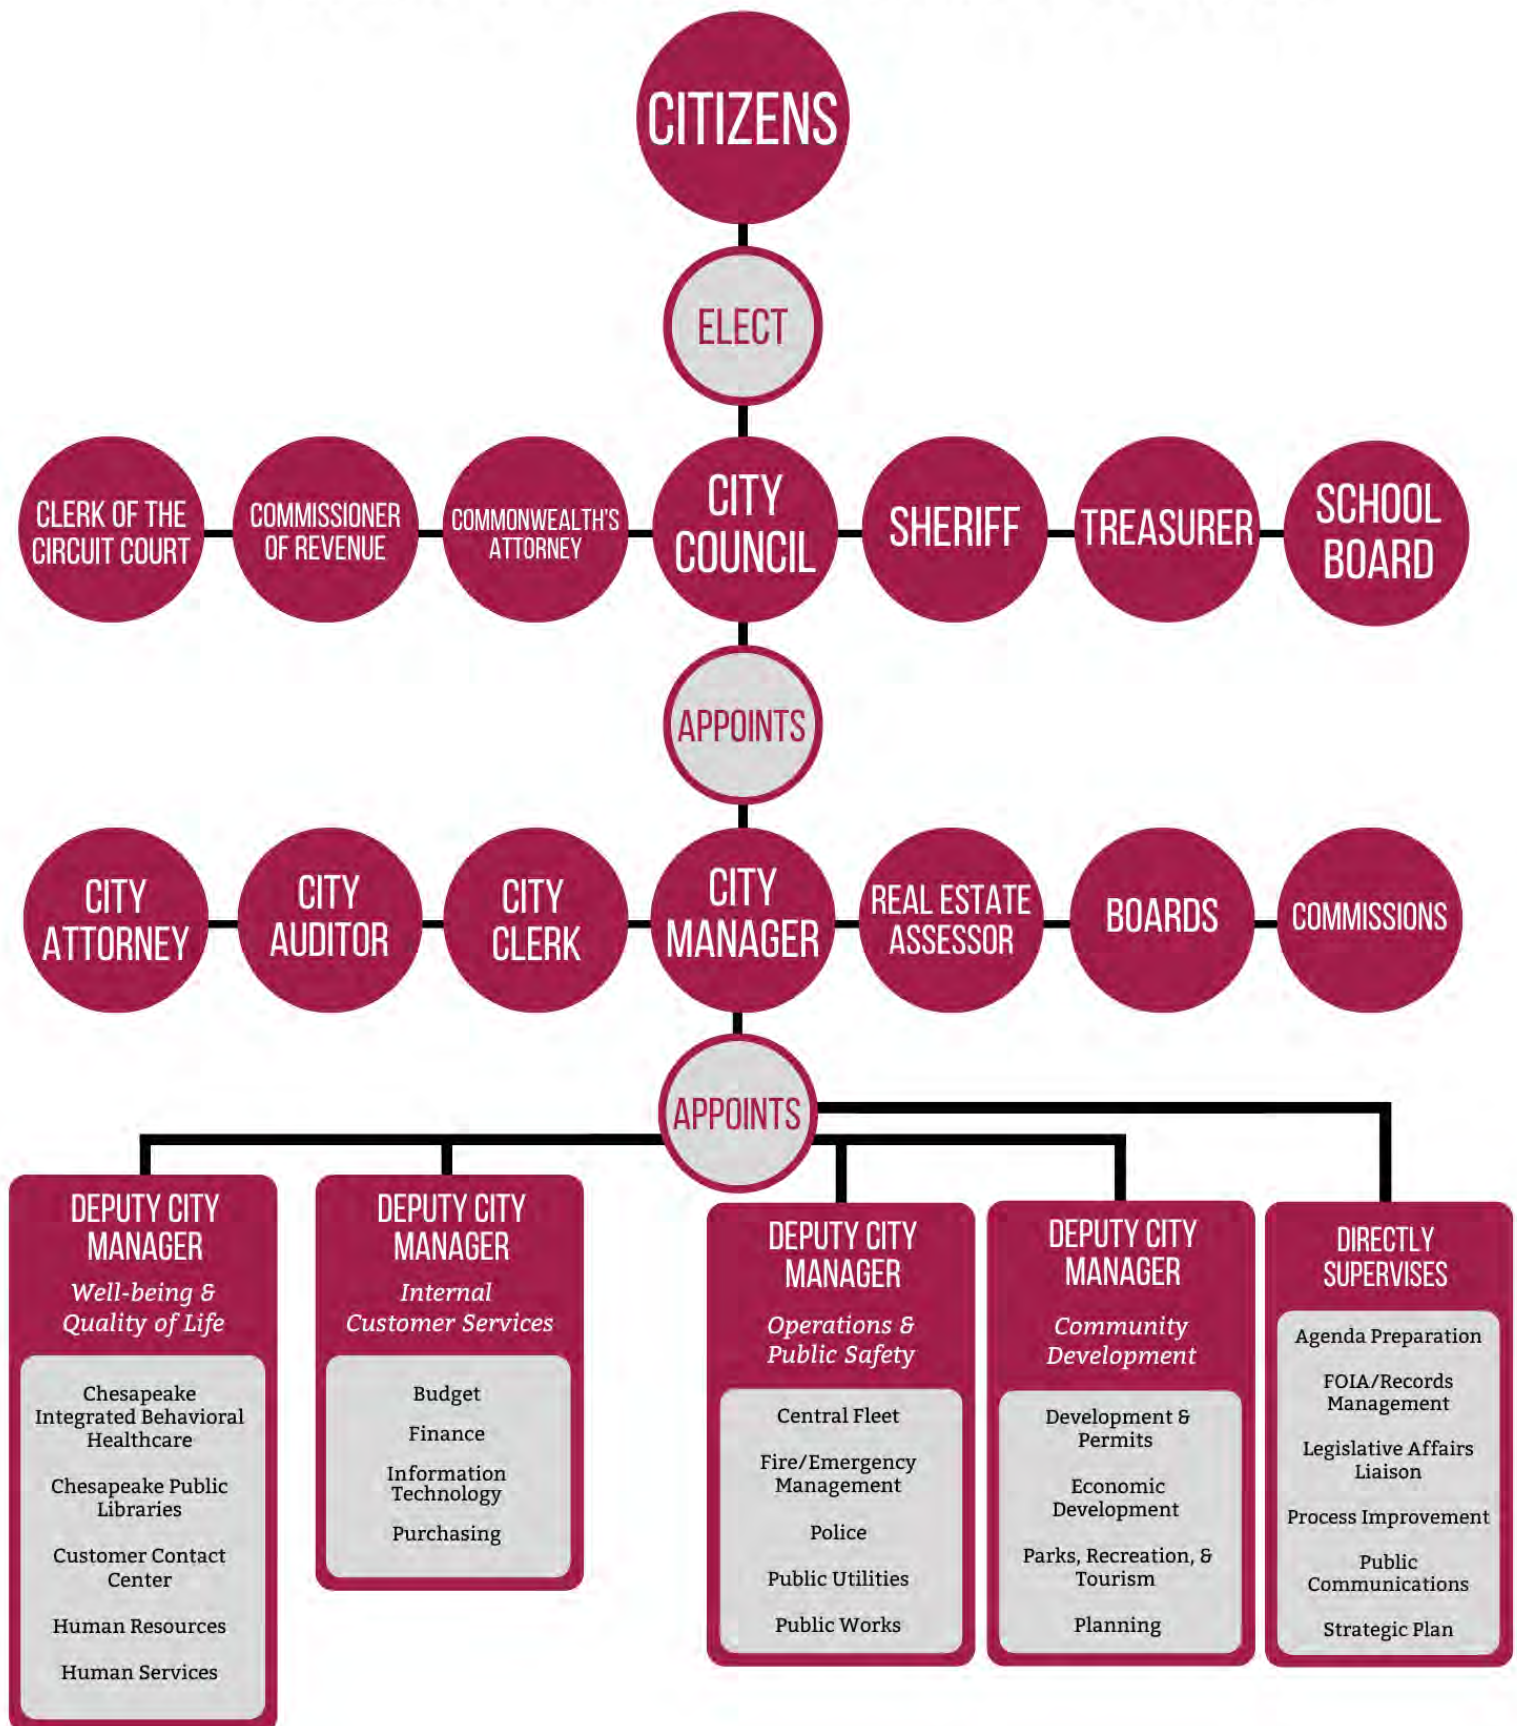 CITIZENS
ELECT
CLERK OF THE
CIRCUIT COURT
COMMISSIONER
OF REVENUE
COMMONWEALTH'S
ATTORNEY
CITY
COUNCIL
SHERIFF
TREASURER
SCHOOL
BOARD
APPOINTS
CITY
ATTORNEY
CITY
AUDITOR
CITY
CLERK
CITY
MANAGER
REAL ESTATE
ASSESSOR
BOARDS
COMMISSIONS
APPOINTS
DEPUTY CITY
MANAGER
Well-being &
Quality of Life
Chesapeake
Integrated Behavioral
Healthcare
Chesapeake Public
Libraries
Customer Contact
Center
Human Resources
Human Services
DEPUTY CITY
MANAGER
Internal
Customer Services
Budget
Finance
Information
Technology
Purchasing
DEPUTY CITY
MANAGER
Operations &
Public Safety
Central Fleet
Fire/Emergency
Management
Police
Public Utilities
Public Works
DEPUTY CITY
MANAGER
Community
Development
Development &
Permits
Economic
Development
Parks, Recreation, &
Tourism
Planning
DIRECTLY
SUPERVISES
Agenda Preparation
FOIA/Records
Management
Legislative Affairs
Liaison
Process Improvement
Public
Communications
Strategic Plan